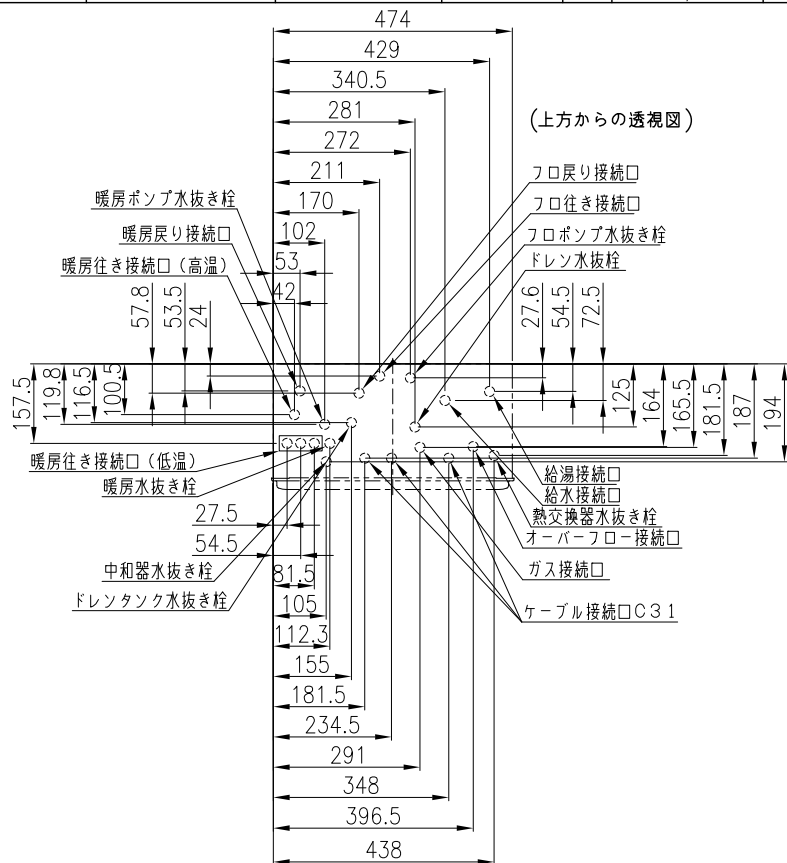 474
429
340.5
281
(上方からの透視図)
272
211
フロ戻り接続口
170
暖房ポンプ水抜き栓
フロ往き接続口
102
暖房戻り接続口
フロポンプ水抜き栓
53
暖房往き接続口(高温)
ドレン水抜栓
42
57.8
53.5
24
27.6
54.5
72.5
157.5
119.8
116.5
100.5
125
164
165.5
181.5
187
194
暖房往き接続口(低温)
給湯接続口
暖房水抜き栓
給水接続口
27.5
熱交換器水抜き栓
54.5
オーバーフロー接続口
中和器水抜き栓
81.5
ガス接続口
ドレンタンク水抜き栓
105
ケーブル接続口C31
112.3
155
181.5
234.5
291
348
396.5
438